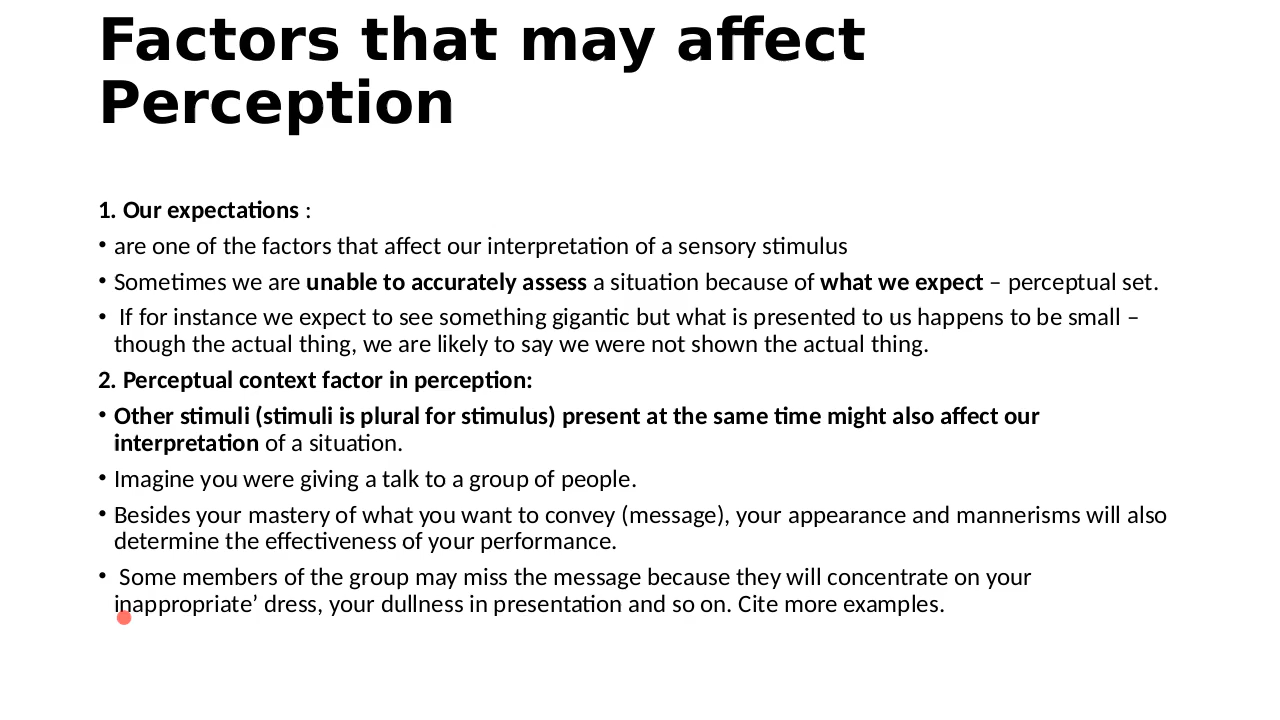 Factors that may affect
Perception
1. Our expectations :
• are one of the factors that affect our interpretation of a sensory stimulus
• Sometimes we are unable to accurately assess a situation because of what we expect – perceptual set.
• If for instance we expect to see something gigantic but what is presented to us happens to be small –
though the actual thing, we are likely to say we were not shown the actual thing.
2. Perceptual context factor in perception:
• Other stimuli (stimuli is plural for stimulus) present at the same time might also affect our
interpretation of a situation.
• Imagine you were giving a talk to a group of people.
• Besides your mastery of what you want to convey (message), your appearance and mannerisms will also
determine the effectiveness of your performance.
• Some members of the group may miss the message because they will concentrate on your
inappropriate’ dress, your dullness in presentation and so on. Cite more examples.